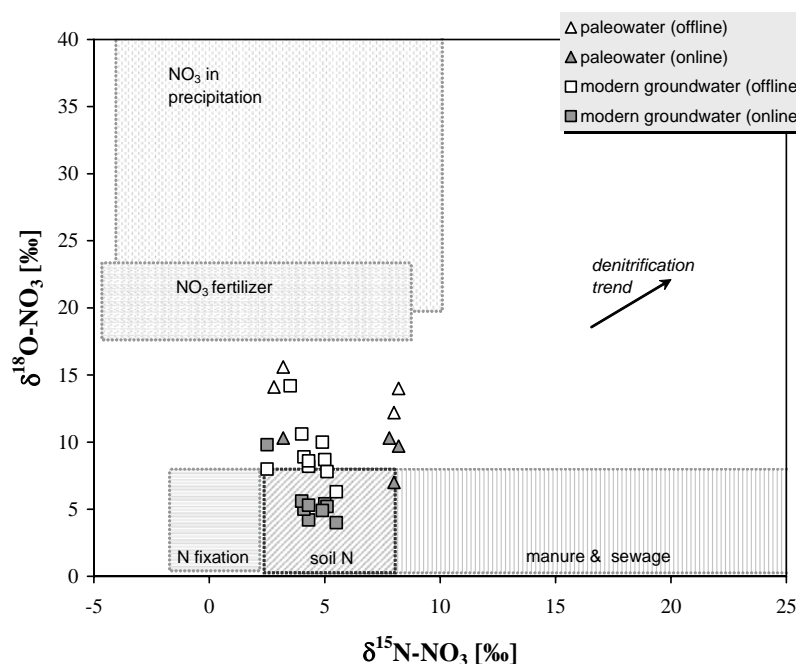 paleowater (offline)
paleowater (online)
modern groundwater (offline
modern groundwater (online)
40
35
30
25
20
15
10
5
0
-5
0
5
10
15
20
25
δ¹⁸O-NO₃ [‰]
δ¹⁵N-NO₃ [‰]
NO₃ in
precipitation
NO₃ fertilizer
denitrification
trend
N fixation
soil N
manure & sewage